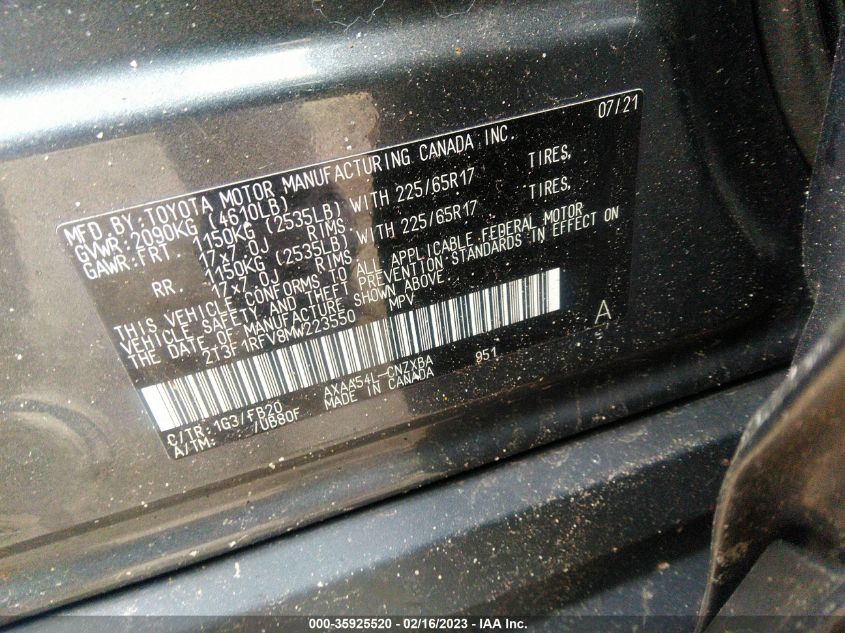 07/21
MFD.BY:TOYOTA MOTOR MANUFACTURING CANADA INC.
GVWR:2090KG (4610LB)
GAWR:FRT. 1150KG (2535LB) WITH 225/65R17 TIRES,
17x7.0J RIMS
RR. 1150KG (2535LB) WITH 225/65R17 TIRES,
17x7.0J RIMS
THIS VEHICLE CONFORMS TO ALL APPLICABLE FEDERAL MOTOR
VEHICLE SAFETY AND THEFT PREVENTION STANDARDS IN EFFECT ON
THE DATE OF MANUFACTURE SHOWN ABOVE.
2T3F1RFV8MW223550 MPV
A
C/TR:1G3/FB20 AXAA54L-CNZXBA 951
A/TM: /UB80F MADE IN CANADA
000-35925520 - 02/16/2023 - IAA Inc.